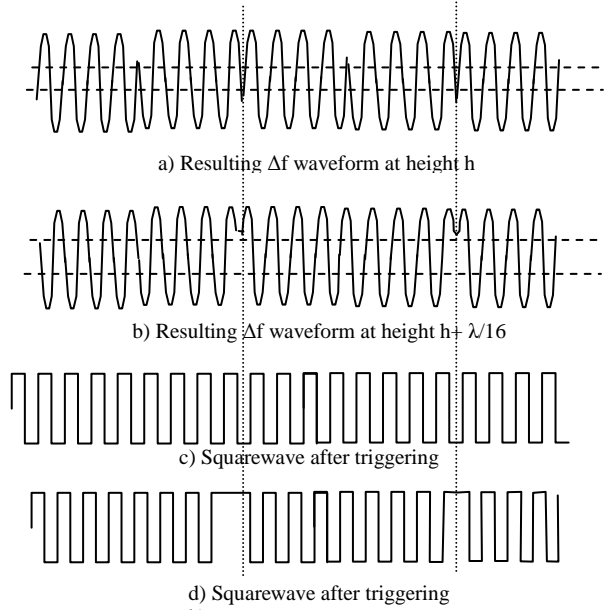 a) Resulting Δf waveform at height h
b) Resulting Δf waveform at height h+ λ/16
c) Squarewave after triggering
d) Squarewave after triggering